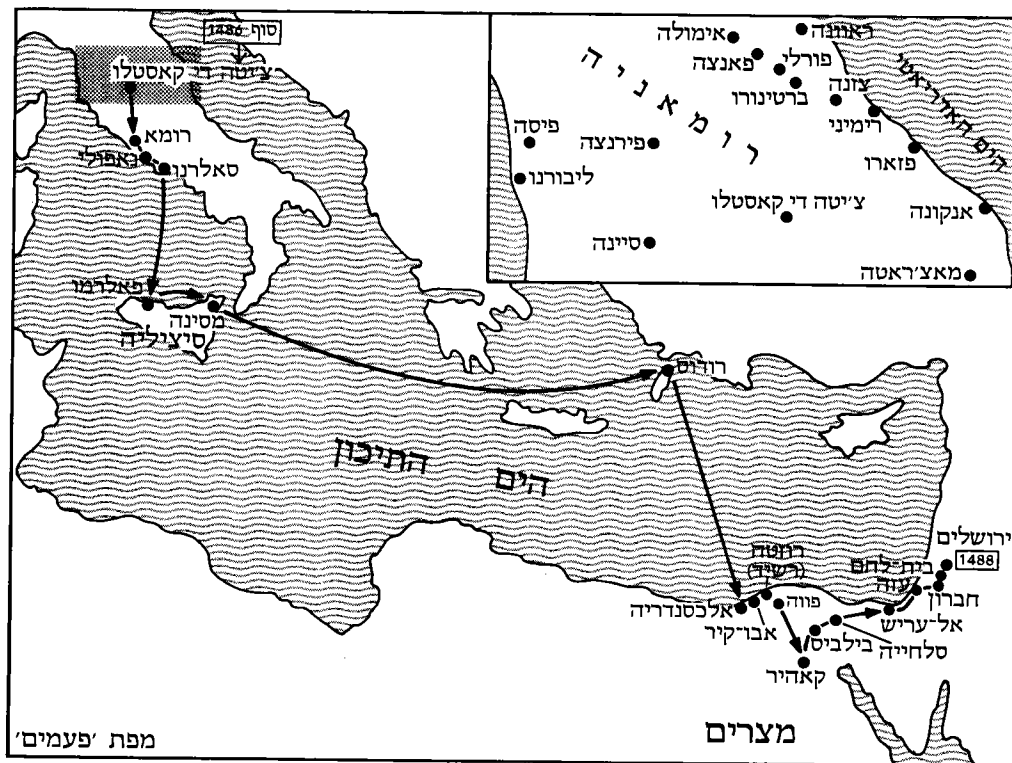 סוף 1486
צ'יטה די קאסטלו
רומא
נאפולי
סאלרנו
פאלרמו
מסינה
סיציליה
רודוס
הים התיכון
רוזטה
(רשיד)
אלכסנדריה
אבו־קיר
פווה
קאהיר
בילביס
סלחייה
אל־עריש
עזה
חברון
בית־לחם
ירושלים
1488
מצרים
מפת 'פעמים'
ראוונה
אימולה
פאנצה
פורלי
ברטינורו
צזנה
רימיני
הים האדריאטי
רומאניה
פיסה
פירנצה
פזארו
ליבורנו
צ'יטה די קאסטלו
אנקונה
סיינה
מאצ'ראטה